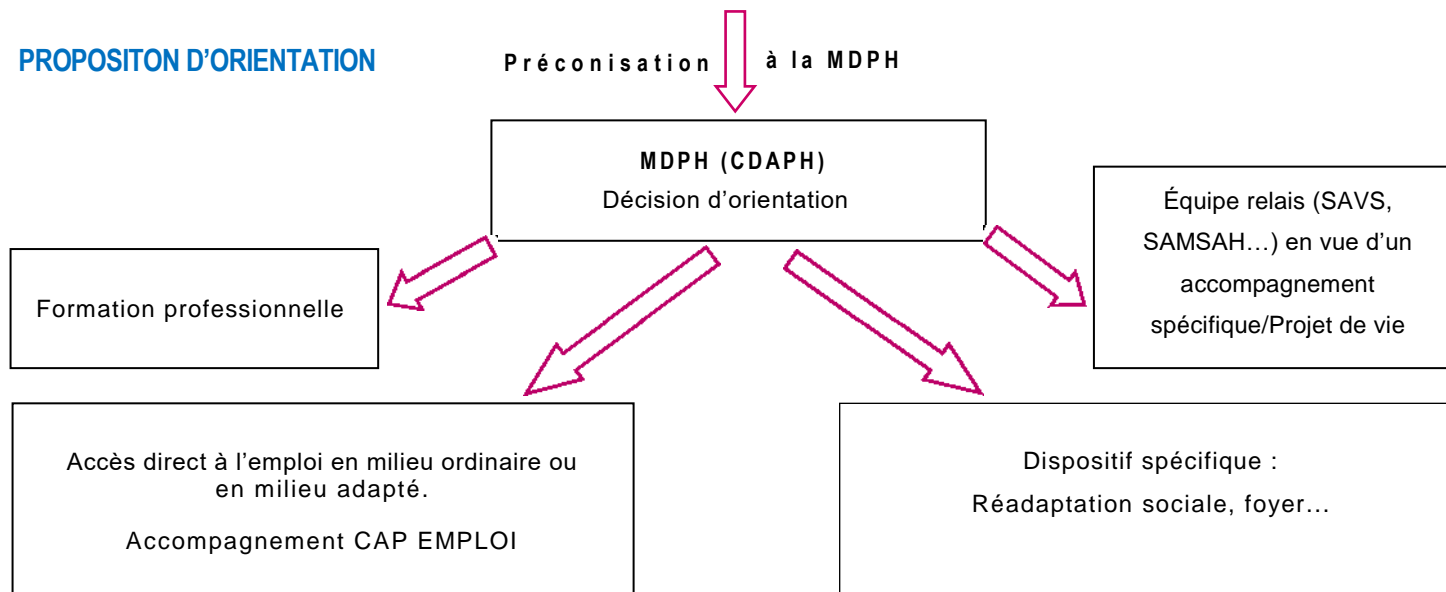 PROPOSITON D’ORIENTATION
Préconisation à la MDPH
MDPH (CDAPH)
Décision d’orientation
Équipe relais (SAVS,
SAMSAH…) en vue d’un
accompagnement
spécifique/Projet de vie
Formation professionnelle
Accès direct à l’emploi en milieu ordinaire ou
en milieu adapté.
Accompagnement CAP EMPLOI
Dispositif spécifique :
Réadaptation sociale, foyer…